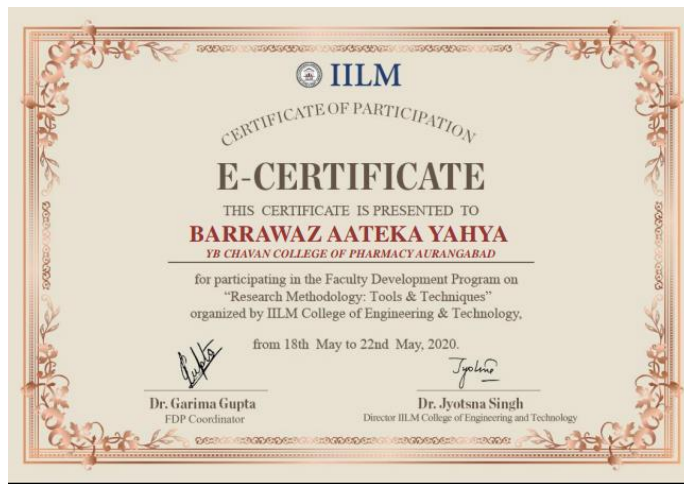 IILM
CERTIFICATE OF PARTICIPATION
E-CERTIFICATE
THIS CERTIFICATE IS PRESENTED TO
BARRAWAZ AATEKA YAHYA
YB CHAVAN COLLEGE OF PHARMACY AURANGABAD
for participating in the Faculty Development Program on
“Research Methodology: Tools & Techniques”
organized by IILM College of Engineering & Technology,
from 18th May to 22nd May, 2020.
Gupta
Jyotsna
Dr. Garima Gupta
Dr. Jyotsna Singh
FDP Coordinator
Director IILM College of Engineering and Technology